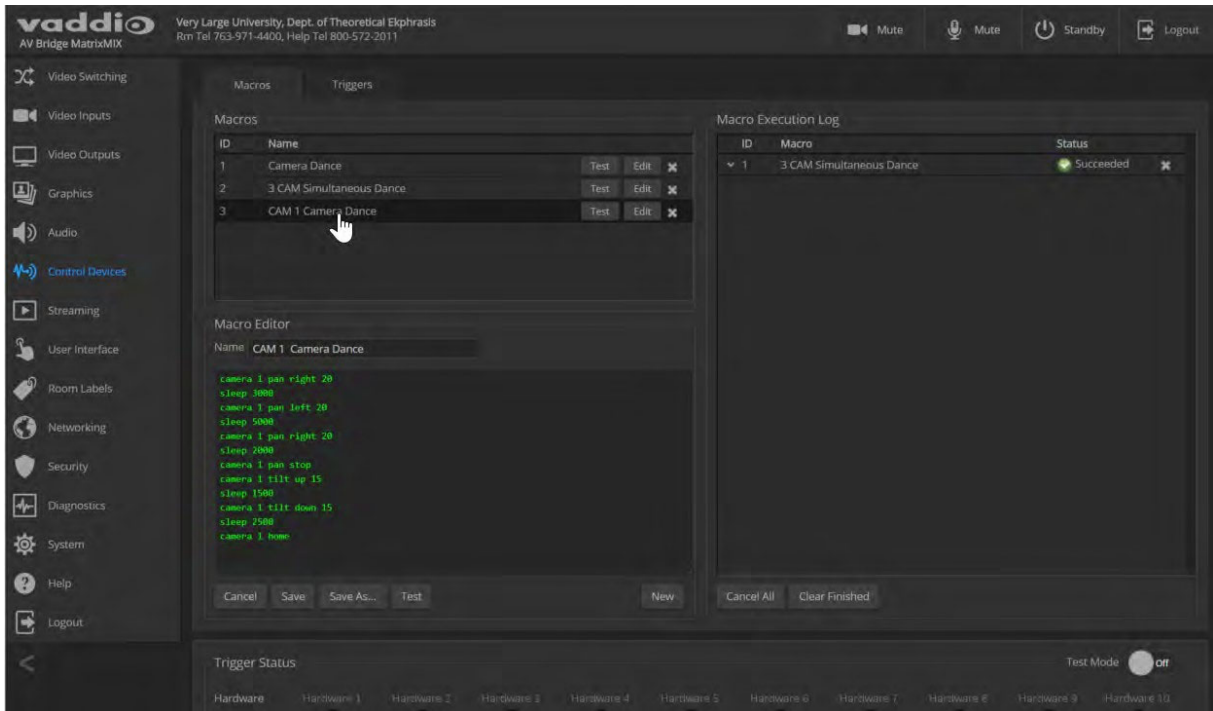 vaddio
AV Bridge MatrixMIX
Very Large University, Dept. of Theoretical Ekphrasis
Rm Tel 763-971-4400, Help Tel 800-572-2011
Mute
Mute
Standby
Logout
Video Switching
Video Inputs
Video Outputs
Graphics
Audio
Control Devices
Streaming
User Interface
Room Labels
Networking
Security
Diagnostics
System
Help
Logout
<
Macros Triggers
Macros
ID Name
1 Camera Dance Test Edit
2 3 CAM Simultaneous Dance Test Edit
3 CAM 1 Camera Dance Test Edit
Macro Editor
Name CAM 1 Camera Dance
camera 1 pan right 20
sleep 3000
camera 1 pan left 20
sleep 5000
camera 1 pan right 20
sleep 2000
camera 1 pan stop
camera 1 tilt up 15
sleep 1500
camera 1 tilt down 15
sleep 2500
camera 1 home
Cancel Save Save As... Test New
Macro Execution Log
ID Macro Status
1 3 CAM Simultaneous Dance Succeeded
Cancel All Clear Finished
Trigger Status
Test Mode Off
Hardware Hardware 1 Hardware 2 Hardware 3 Hardware 4 Hardware 5 Hardware 6 Hardware 7 Hardware 8 Hardware 9 Hardware 10